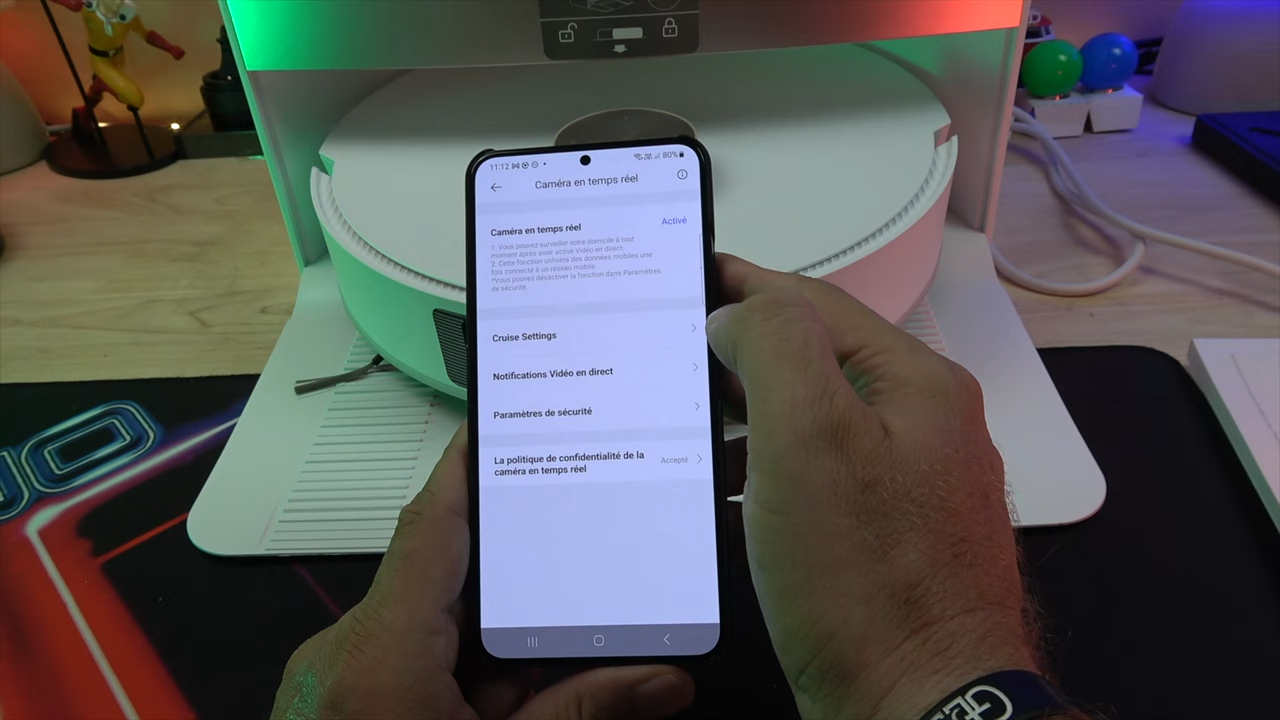 11:12
80%
Caméra en temps réel
Caméra en temps réel
Activé
1. Vous pouvez surveiller votre domicile à tout
moment après avoir activé Vidéo en direct.
2. Cette fonction utilisera des données mobiles une
fois connecté à un réseau mobile.
*Vous pouvez désactiver la fonction dans Paramètres
de sécurité.
Cruise Settings
Notifications Vidéo en direct
Paramètres de sécurité
La politique de confidentialité de la
caméra en temps réel
Accepté